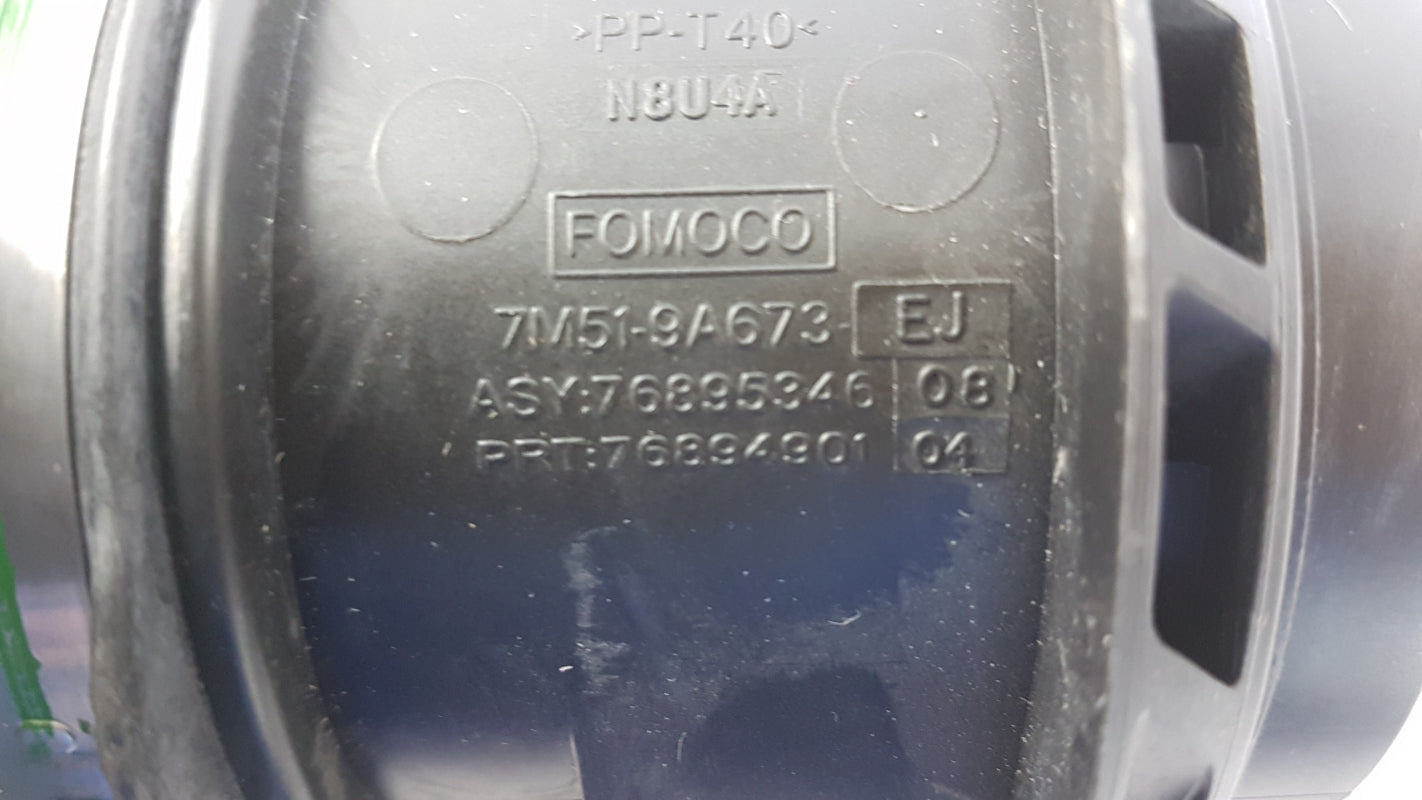 >PP-T40<
N8U4A
FOMOCO
7M51-9A673- EJ
ASY:76895346 08
PRT:76894901 04